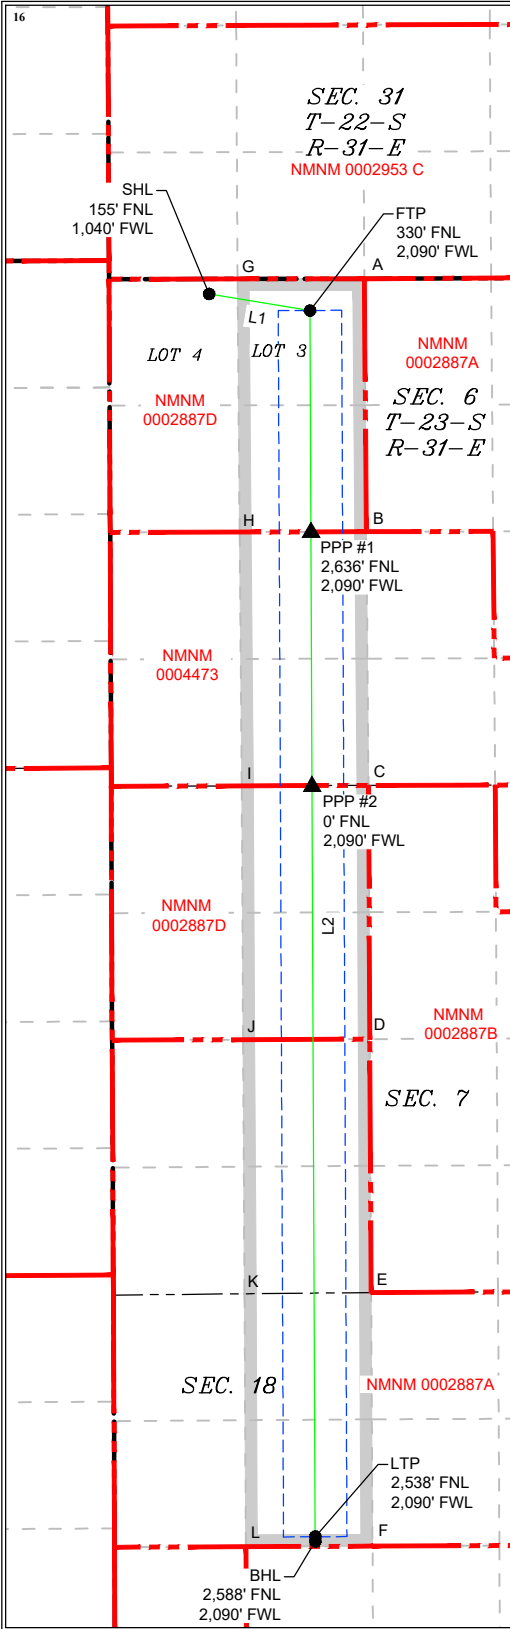 16
SEC. 31
T-22-S
R-31-E
NMNM 0002953 C
SHL
155' FNL
1,040' FWL
FTP
330' FNL
2,090' FWL
G
A
L1
LOT 4
LOT 3
NMNM
0002887A
NMNM
0002887D
SEC. 6
T-23-S
R-31-E
H
B
PPP #1
2,636' FNL
2,090' FWL
NMNM
0004473
I
C
PPP #2
0' FNL
2,090' FWL
NMNM
0002887D
L2
J
D
NMNM
0002887B
SEC. 7
K
E
SEC. 18
NMNM 0002887A
LTP
2,538' FNL
2,090' FWL
L
F
BHL
2,588' FNL
2,090' FWL